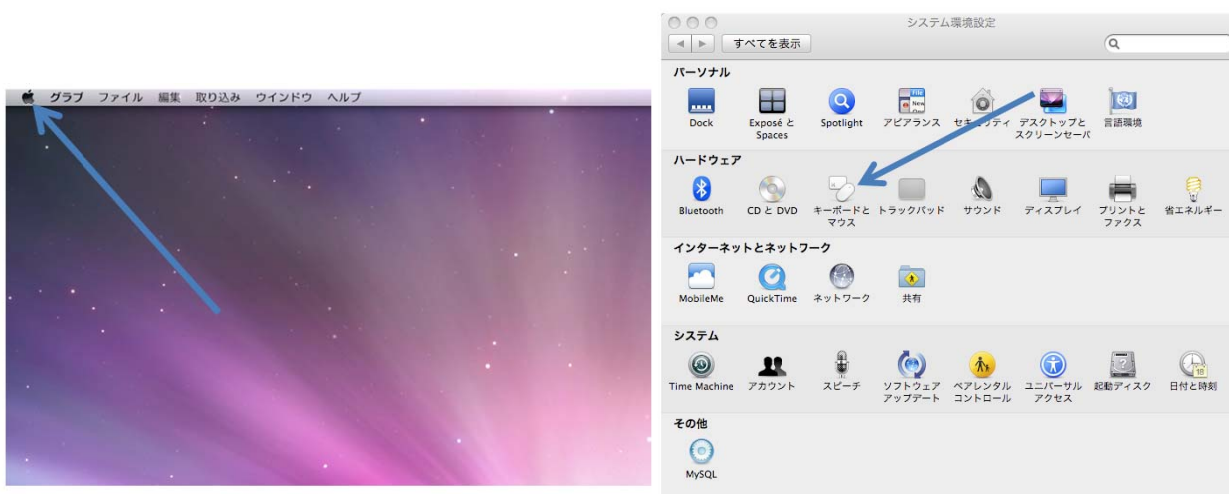 グラブ ファイル 編集 取り込み ウインドウ ヘルプ
システム環境設定
すべてを表示
パーソナル
Dock Exposé と Spotlight アピアランス セキュリティ デスクトップと 言語環境
Spaces スクリーンセーバ
ハードウェア
Bluetooth CD と DVD キーボードと トラックパッド サウンド ディスプレイ プリントと 省エネルギー
マウス ファクス
インターネットとネットワーク
MobileMe QuickTime ネットワーク 共有
システム
Time Machine アカウント スピーチ ソフトウェア ペアレンタル ユニバーサル 起動ディスク 日付と時刻
アップデート コントロール アクセス
その他
MySQL